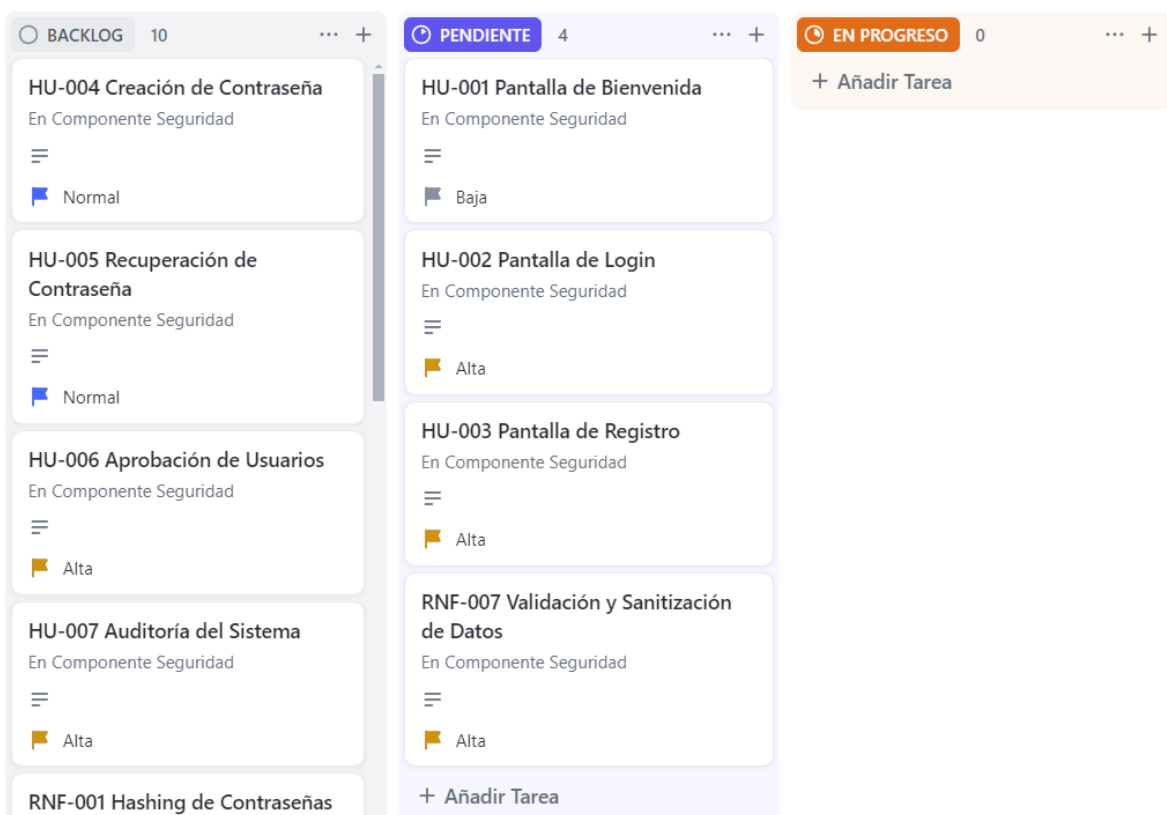 BACKLOG 10
HU-004 Creación de Contraseña
En Componente Seguridad
Normal
HU-005 Recuperación de
Contraseña
En Componente Seguridad
Normal
HU-006 Aprobación de Usuarios
En Componente Seguridad
Alta
HU-007 Auditoría del Sistema
En Componente Seguridad
Alta
RNF-001 Hashing de Contraseñas
PENDIENTE 4
HU-001 Pantalla de Bienvenida
En Componente Seguridad
Baja
HU-002 Pantalla de Login
En Componente Seguridad
Alta
HU-003 Pantalla de Registro
En Componente Seguridad
Alta
RNF-007 Validación y Sanitización
de Datos
En Componente Seguridad
Alta
+ Añadir Tarea
EN PROGRESO 0
+ Añadir Tarea